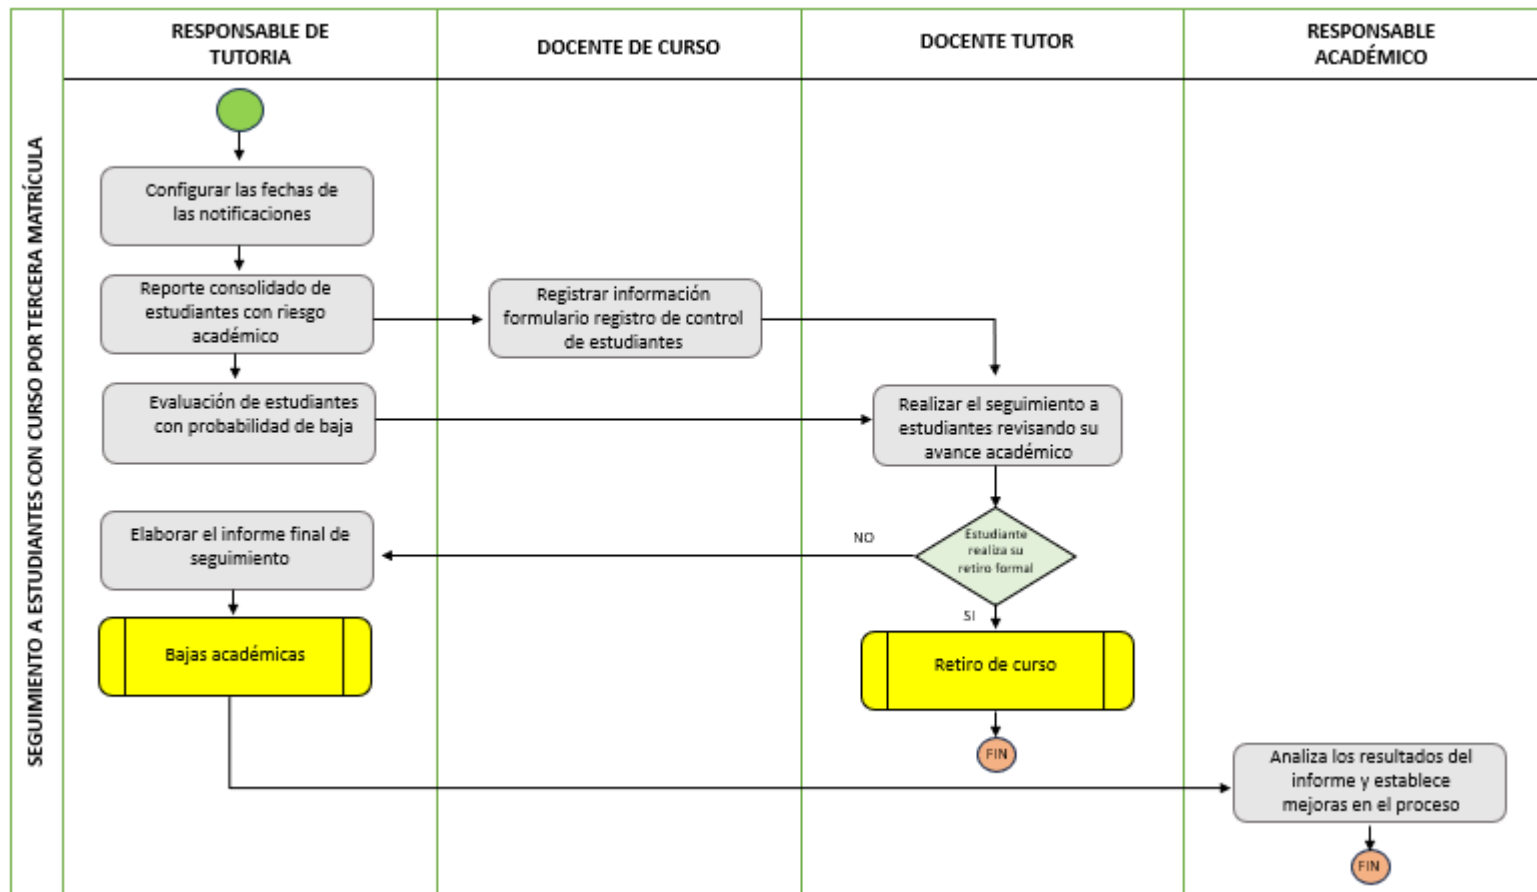 SEGUIMIENTO A ESTUDIANTES CON CURSO POR TERCERA MATRÍCULA
RESPONSABLE DE
TUTORIA
DOCENTE DE CURSO
DOCENTE TUTOR
RESPONSABLE
ACADÉMICO
Configurar las fechas de
las notificaciones
Reporte consolidado de
estudiantes con riesgo
académico
Registrar información
formulario registro de control
de estudiantes
Evaluación de estudiantes
con probabilidad de baja
Realizar el seguimiento a
estudiantes revisando su
avance académico
Elaborar el informe final de
seguimiento
NO
Estudiante
realiza su
retiro formal
SI
Bajas académicas
Retiro de curso
FIN
Analiza los resultados del
informe y establece
mejoras en el proceso
FIN